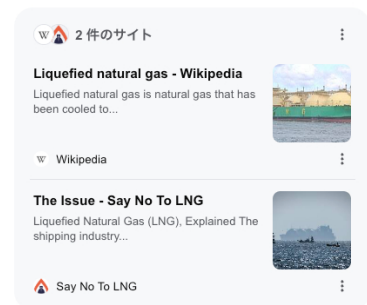 W 2 件のサイト
Liquefied natural gas - Wikipedia
Liquefied natural gas is natural gas that has
been cooled to...
W Wikipedia
The Issue - Say No To LNG
Liquefied Natural Gas (LNG), Explained The
shipping industry...
Say No To LNG